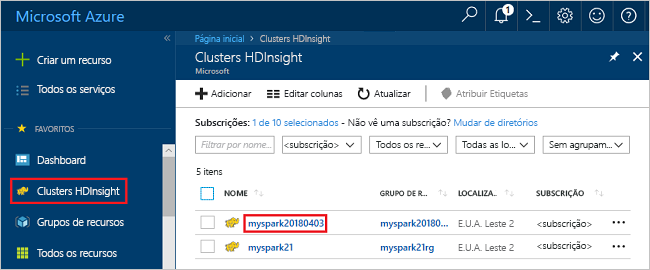 Microsoft Azure
1
Criar um recurso
Todos os serviços
FAVORITOS
Dashboard
Clusters HDInsight
Grupos de recursos
Todos os recursos
Página inicial > Clusters HDInsight
Clusters HDInsight
Microsoft
Adicionar Editar colunas Atualizar Atribuir Etiquetas
Subscrições: 1 de 10 selecionados - Não vê uma subscrição? Mudar de diretórios
Filtrar por nome... <subscrição> Todos os re... Todas as lo... Sem agrupam...
5 itens
NOME GRUPO DE R... LOCALIZA... SUBSCRIÇÃO
myspark20180403 myspark20180... E.U.A. Leste 2 <subscrição>
myspark21 myspark21rg E.U.A. Leste 2 <subscrição>